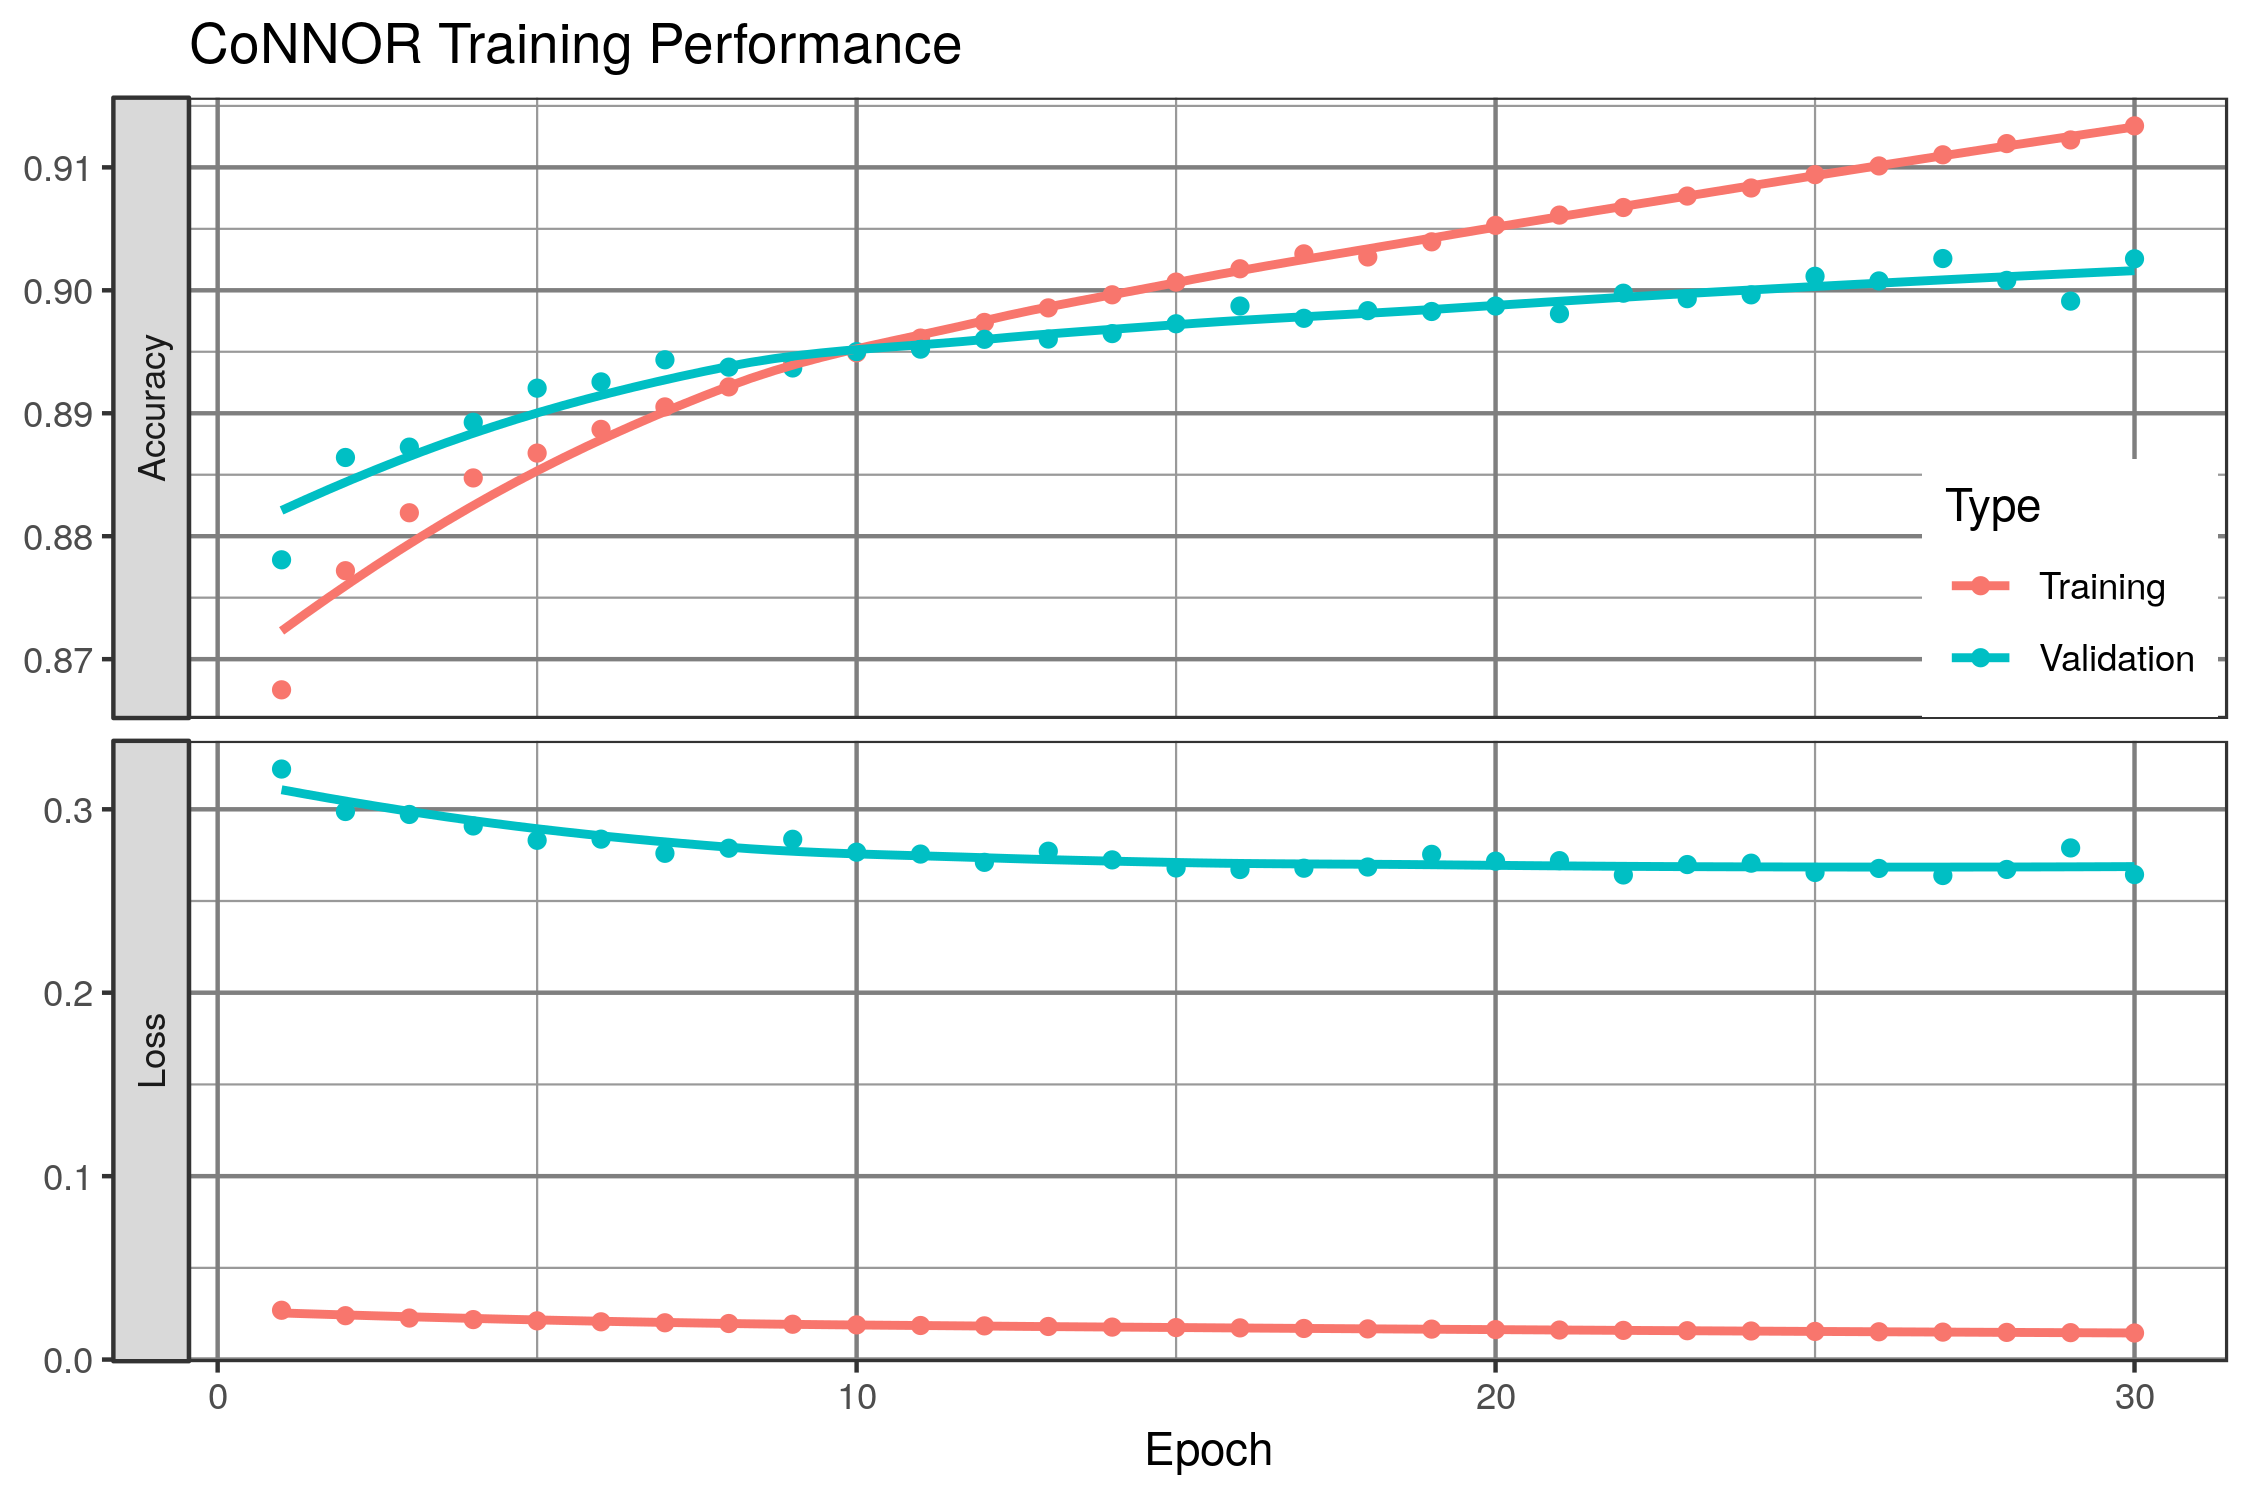 CoNNOR Training Performance
Accuracy
0.91
0.90
0.89
0.88
0.87
Type
Training
Validation
Loss
0.3
0.2
0.1
0.0
0 10 20 30
Epoch